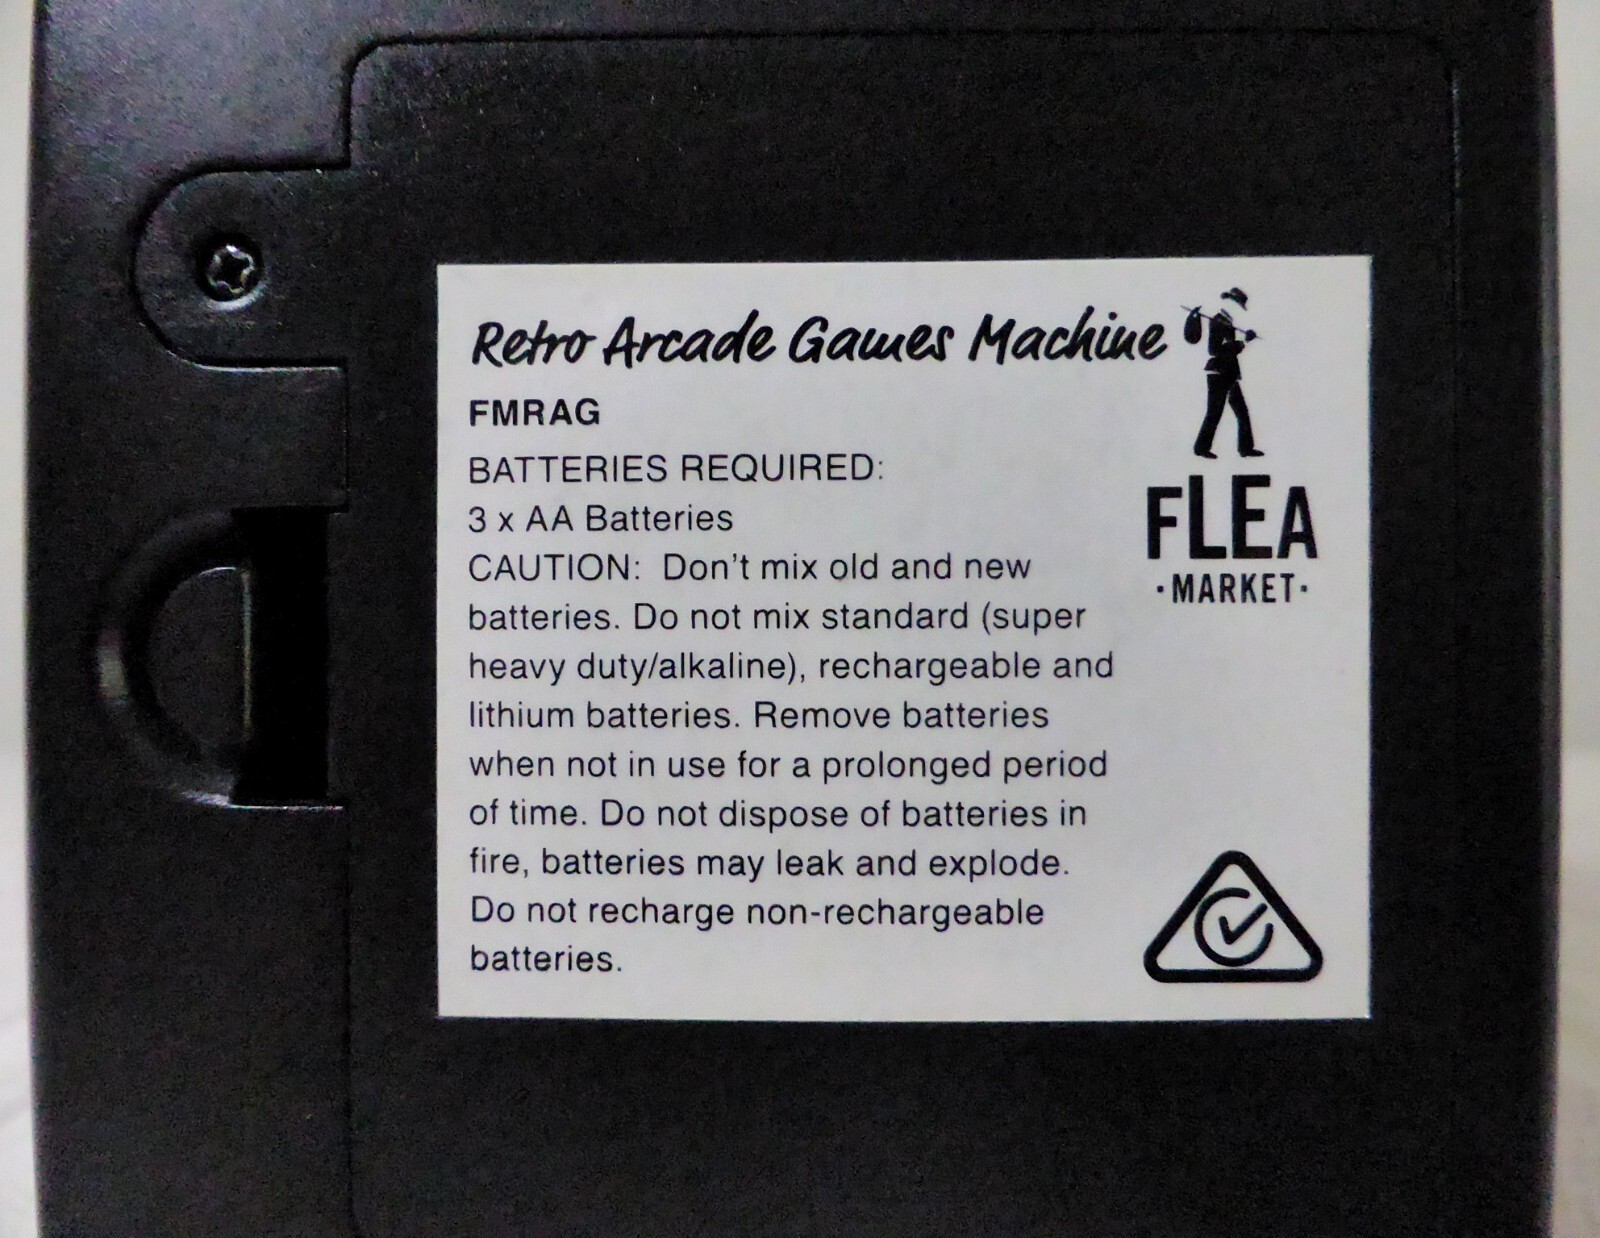 Retro Arcade Games Machine
FMRAG
BATTERIES REQUIRED:
3 x AA Batteries
CAUTION: Don't mix old and new
batteries. Do not mix standard (super
heavy duty/alkaline), rechargeable and
lithium batteries. Remove batteries
when not in use for a prolonged period
of time. Do not dispose of batteries in
fire, batteries may leak and explode.
Do not recharge non-rechargeable
batteries.
FLEA
·MARKET·